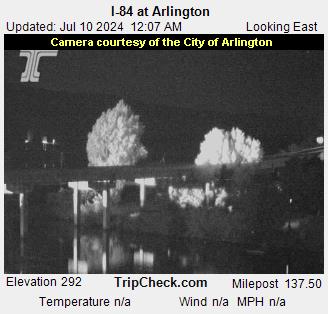 I-84 at Arlington
Updated: Jul 10 2024 12:07 AM Looking East
Camera courtesy of the City of Arlington
Elevation 292 TripCheck.com Milepost 137.50
Temperature n/a Wind n/a MPH n/a